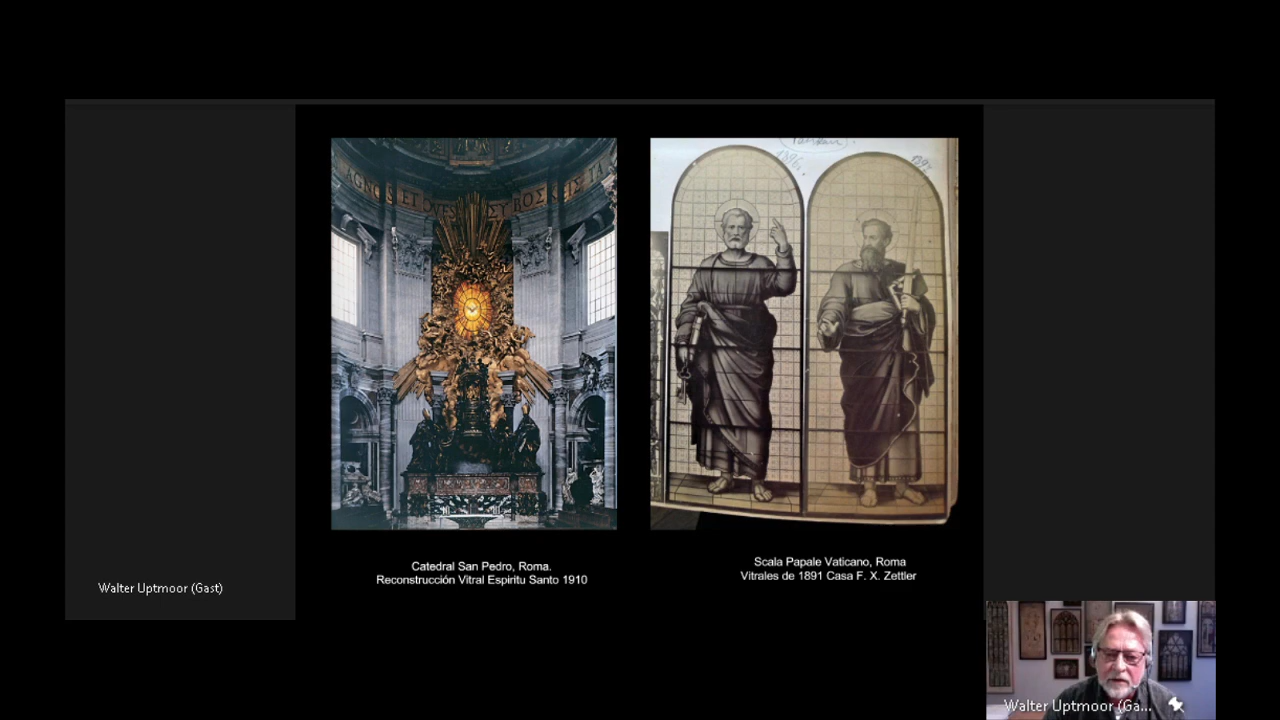 Catedral San Pedro, Roma.
Reconstrucción Vitral Espiritu Santo 1910
Scala Papale Vaticano, Roma
Vitrales de 1891 Casa F. X. Zettler
Walter Uptmoor (Gast)
Walter Uptmoor (Ga...